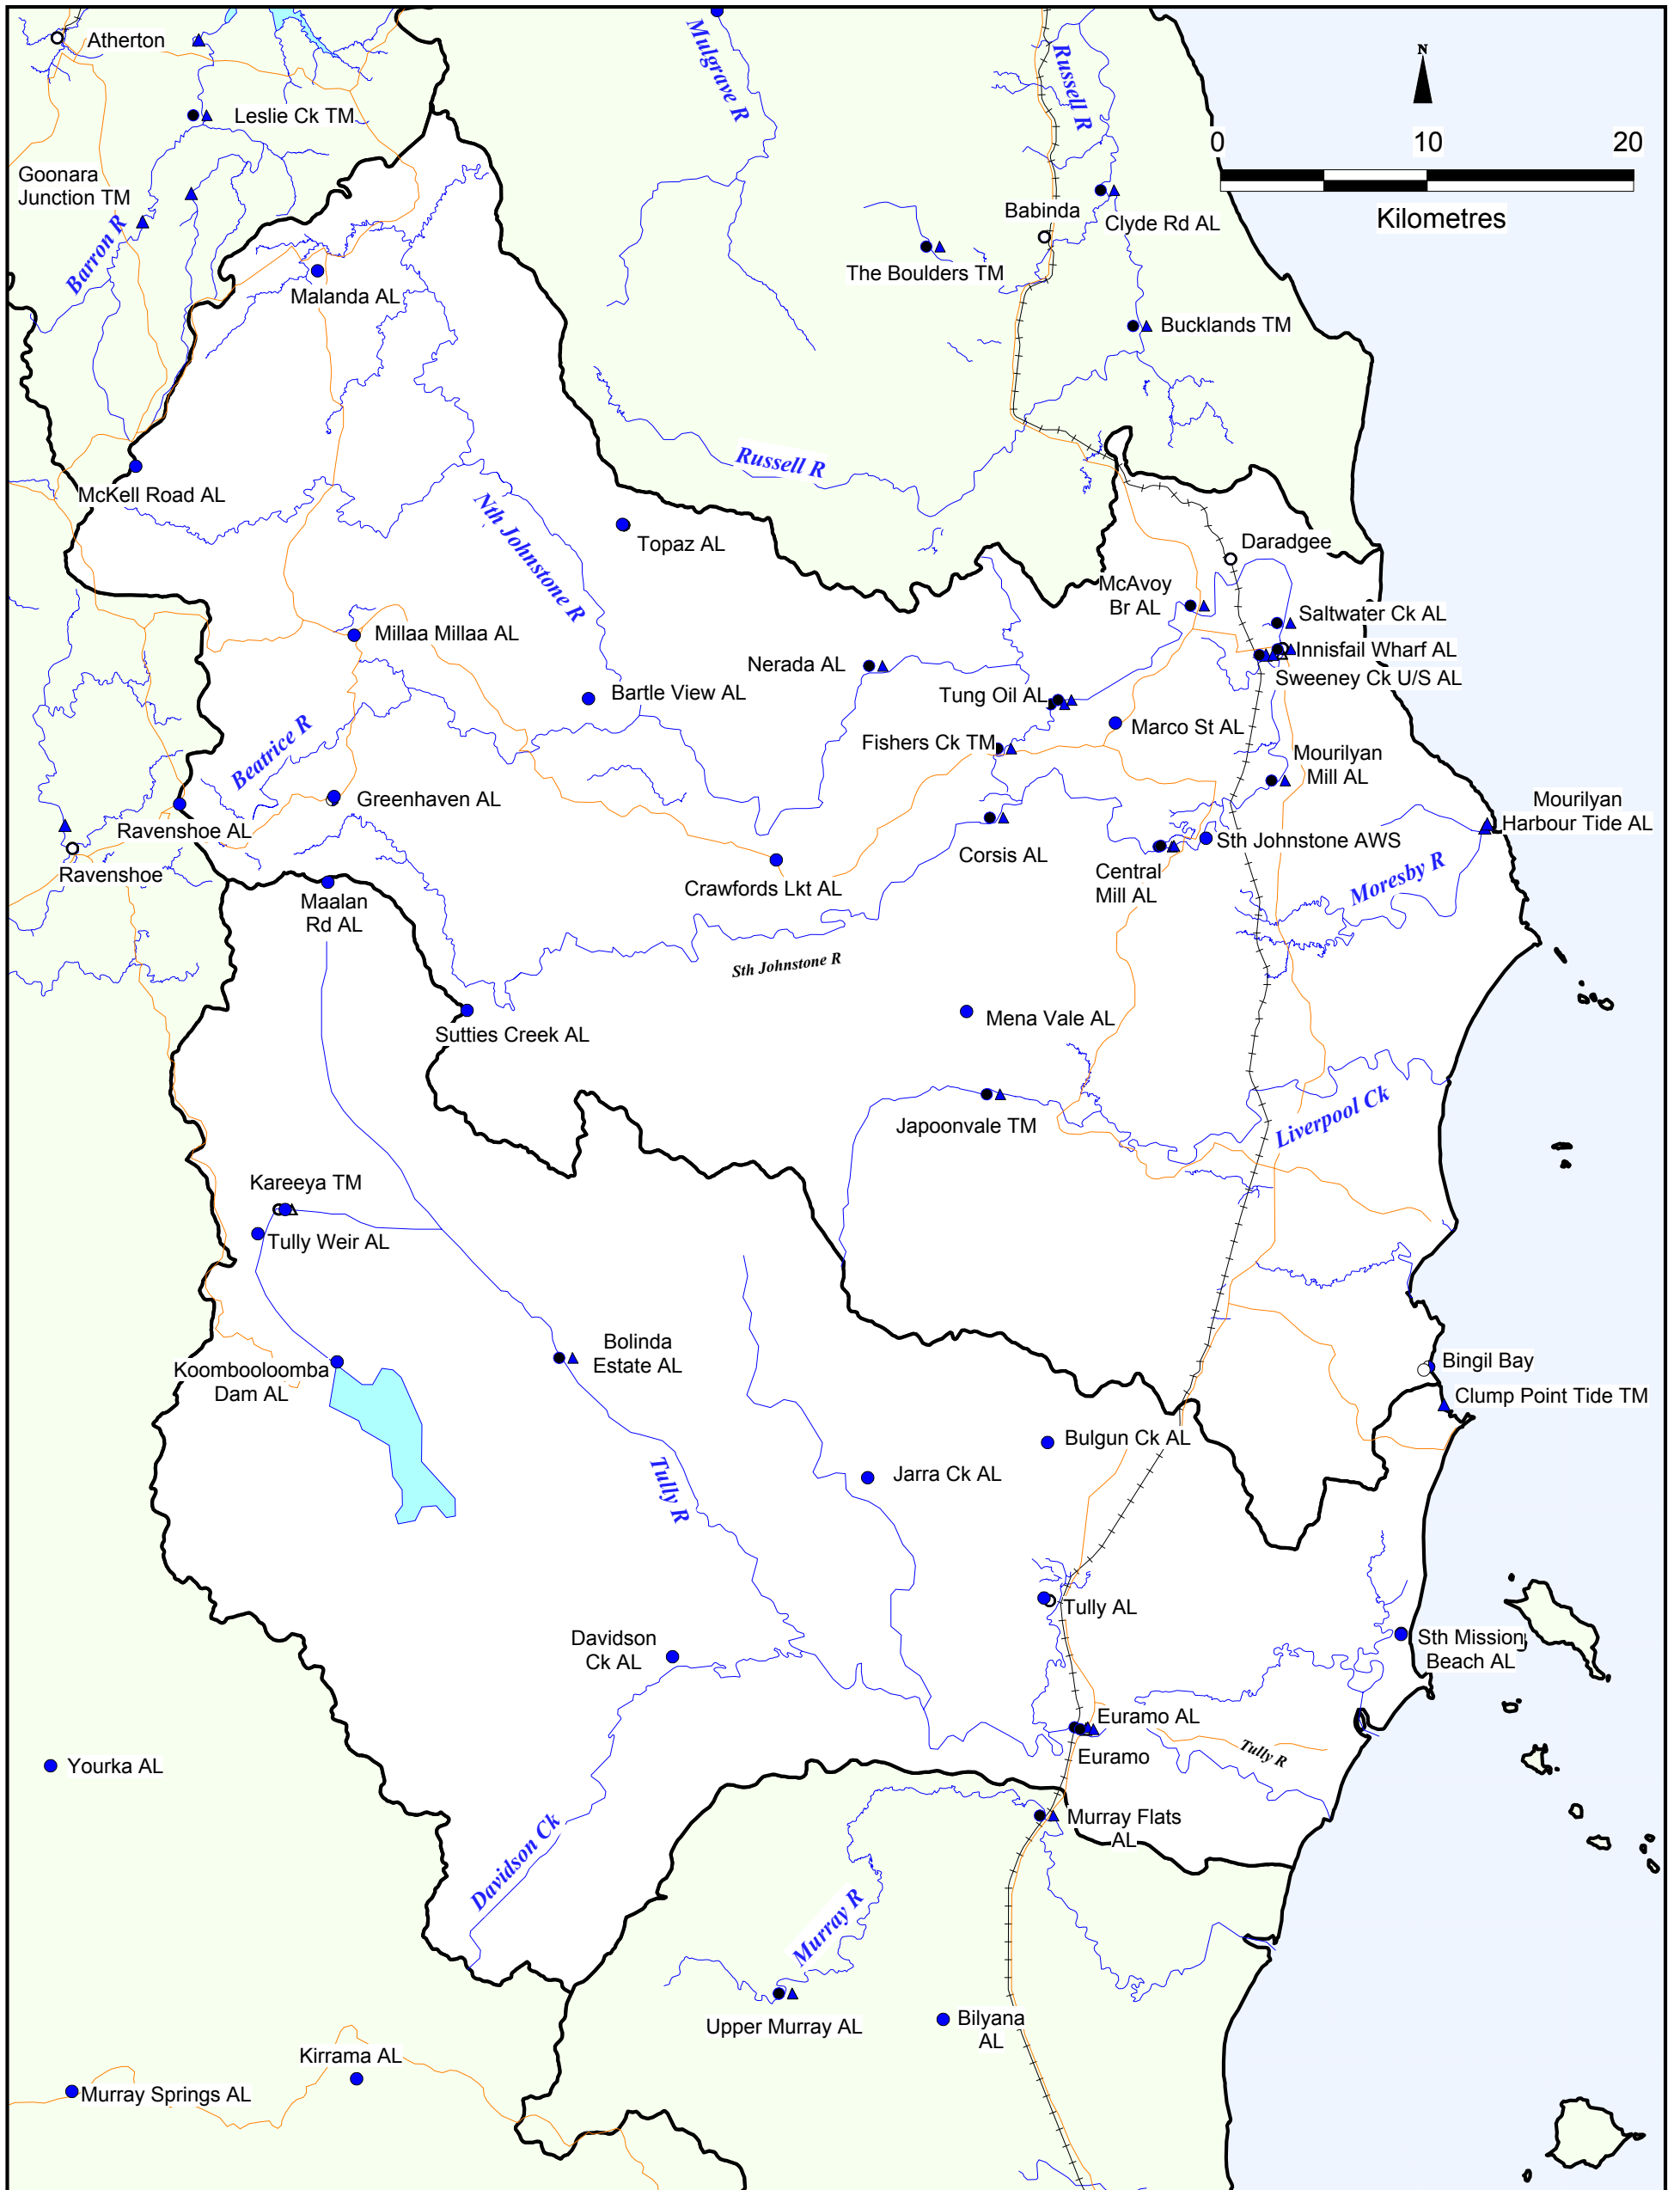 Atherton
Mulgrave R
Russell R
N
0 10 20
Kilometres
Leslie Ck TM
Goonara
Junction TM
Barron R
Babinda
Clyde Rd AL
The Boulders TM
Malanda AL
Bucklands TM
Russell R
McKell Road AL
Nth Johnstone R
Topaz AL
Daradgee
McAvoy
Br AL
Saltwater Ck AL
Millaa Millaa AL
Innisfail Wharf AL
Nerada AL
Sweeney Ck U/S AL
Bartle View AL
Tung Oil AL
Marco St AL
Fishers Ck TM
Beatrice R
Mourilyan
Mill AL
Greenhaven AL
Mourilyan
Harbour Tide AL
Ravenshoe AL
Sth Johnstone AWS
Ravenshoe
Corsis AL
Central
Mill AL
Crawfords Lkt AL
Moresby R
Maalan
Rd AL
Sth Johnstone R
Mena Vale AL
Sutties Creek AL
Japoonvale TM
Liverpool Ck
Kareeya TM
Tully Weir AL
Bolinda
Estate AL
Koombooloomba
Dam AL
Bingil Bay
Clump Point Tide TM
Bulgun Ck AL
Jarra Ck AL
Tully R
Tully AL
Davidson
Ck AL
Sth Mission
Beach AL
Euramo AL
Euramo
Tully R
Yourka AL
Murray Flats
AL
Davidson Ck
Murray R
Upper Murray AL
Bilyana
AL
Kirrama AL
Murray Springs AL